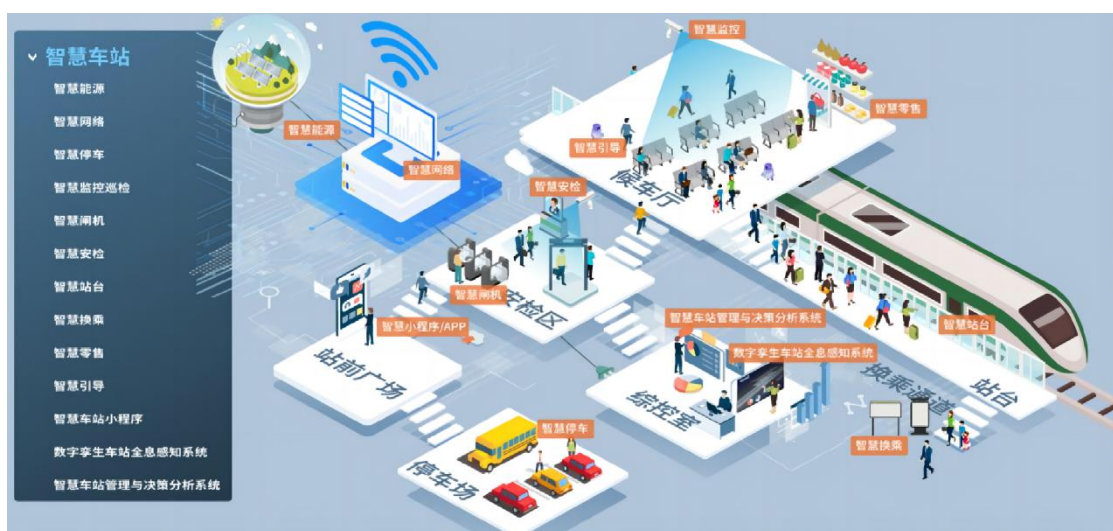 智慧车站
智慧能源
智慧网络
智慧停车
智慧监控巡检
智慧闸机
智慧安检
智慧站台
智慧换乘
智慧零售
智慧引导
智慧车站小程序
数字孪生车站全息感知系统
智慧车站管理与决策分析系统
智慧监控
智慧零售
智慧能源
智慧引导
智慧网络
候车厅
智慧安检
智慧闸机
安检区
智慧小程序/APP
站前广场
智慧车站管理与决策分析系统
智慧站台
数字孪生车站全息感知系统
换乘通道
站台
综控室
智慧停车
智慧换乘
停车场